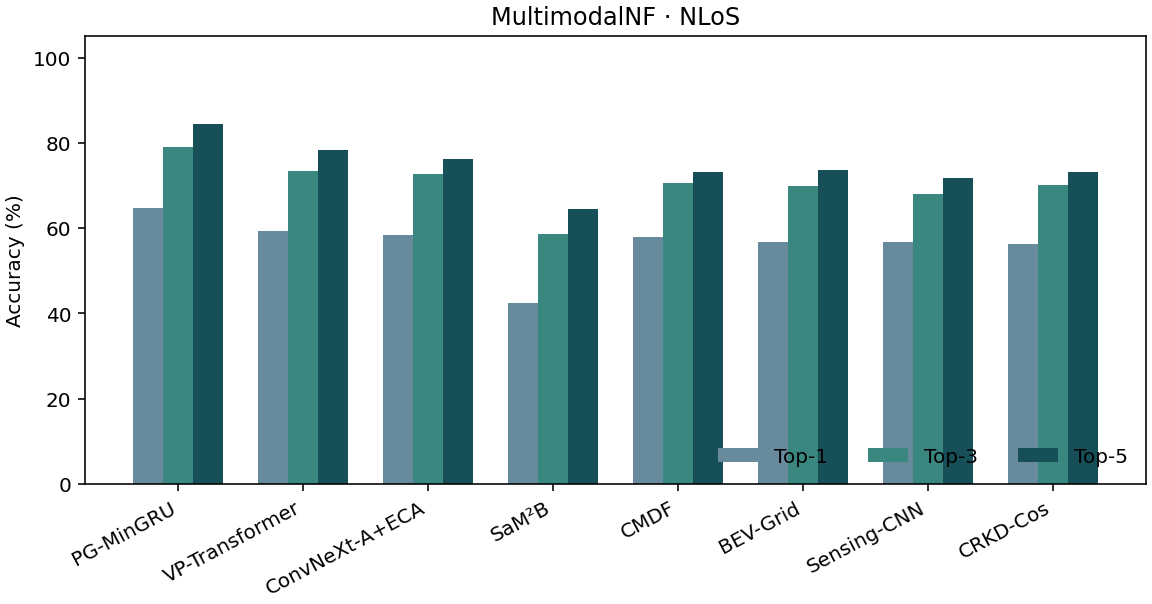 MultimodalNF · NLoS
Accuracy (%)
100
80
60
40
20
0
Top-1 Top-3 Top-5
PG-MinGRU
VP-Transformer
ConvNeXt-A+ECA
SaM²B
CMDF
BEV-Grid
Sensing-CNN
CRKD-Cos